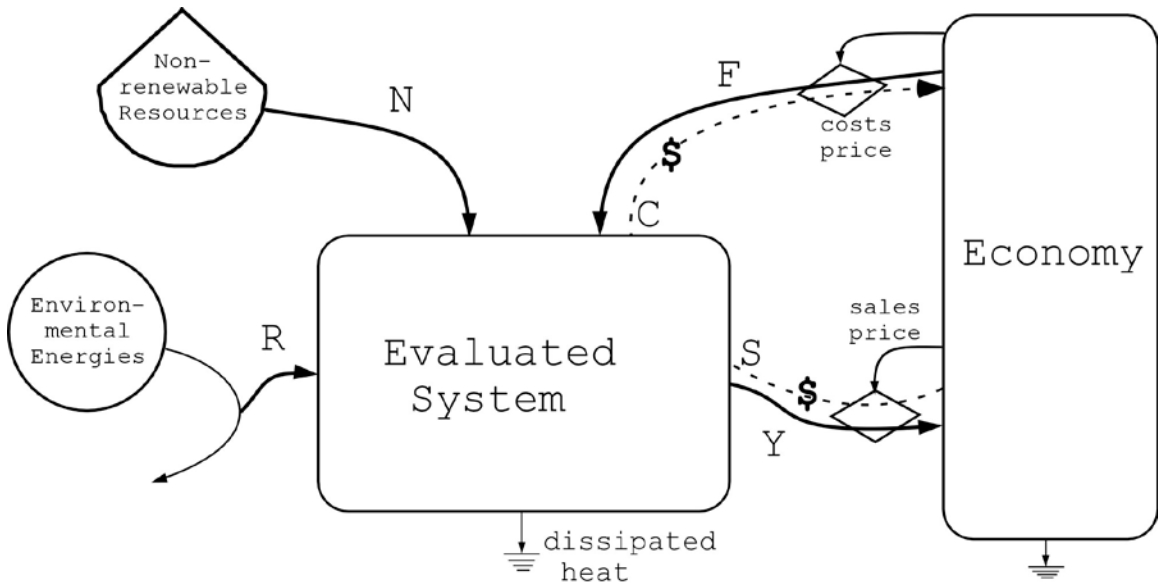 Non-
renewable
Resources
N
F
costs
price
$
C
Economy
Environ-
mental
Energies
R
Evaluated
System
sales
price
S
$
Y
dissipated
heat